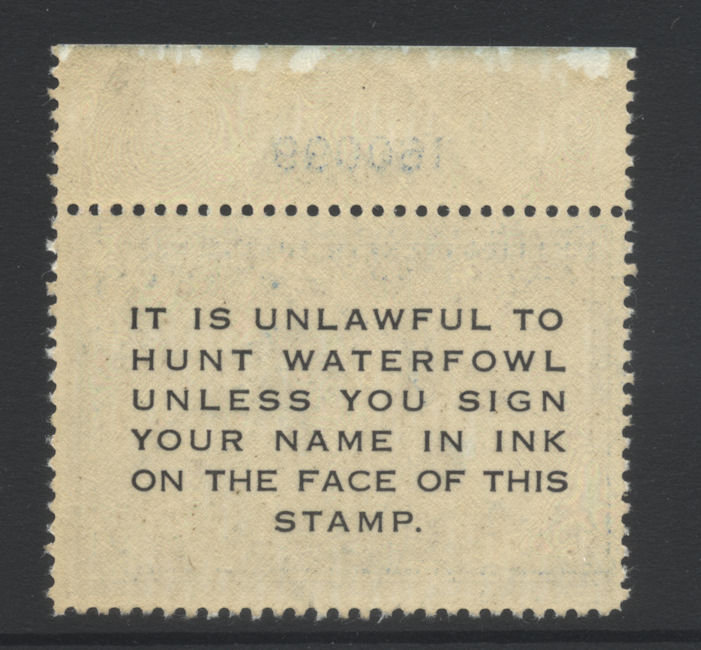 IT IS UNLAWFUL TO
HUNT WATERFOWL
UNLESS YOU SIGN
YOUR NAME IN INK
ON THE FACE OF THIS
STAMP.